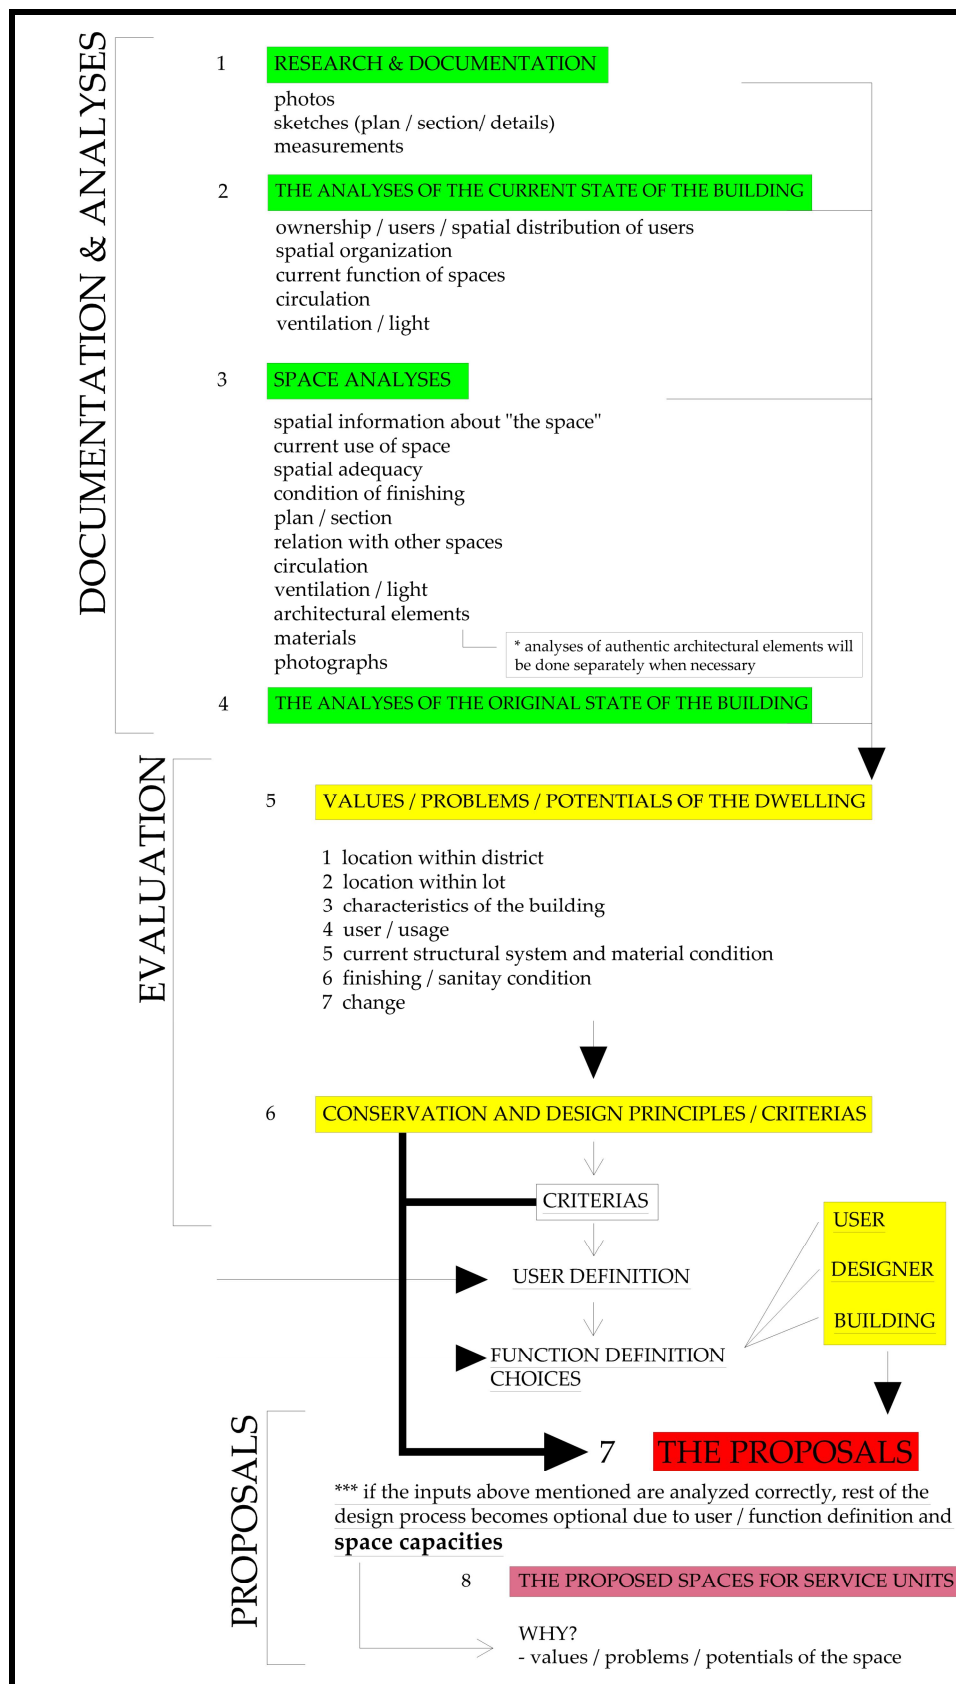 DOCUMENTATION & ANALYSES
1 RESEARCH & DOCUMENTATION
photos
sketches (plan / section/ details)
measurements
2 THE ANALYSES OF THE CURRENT STATE OF THE BUILDING
ownership / users / spatial distribution of users
spatial organization
current function of spaces
circulation
ventilation / light
3 SPACE ANALYSES
spatial information about "the space"
current use of space
spatial adequacy
condition of finishing
plan / section
relation with other spaces
circulation
ventilation / light
architectural elements
materials
photographs
* analyses of authentic architectural elements will
be done separately when necessary
4 THE ANALYSES OF THE ORIGINAL STATE OF THE BUILDING
EVALUATION
5 VALUES / PROBLEMS / POTENTIALS OF THE DWELLING
1 location within district
2 location within lot
3 characteristics of the building
4 user / usage
5 current structural system and material condition
6 finishing / sanitay condition
7 change
6 CONSERVATION AND DESIGN PRINCIPLES / CRITERIAS
CRITERIAS
USER DEFINITION
FUNCTION DEFINITION
CHOICES
USER
DESIGNER
BUILDING
PROPOSALS
7 THE PROPOSALS
*** if the inputs above mentioned are analyzed correctly, rest of the
design process becomes optional due to user / function definition and
space capacities
8 THE PROPOSED SPACES FOR SERVICE UNITS
WHY?
- values / problems / potentials of the space